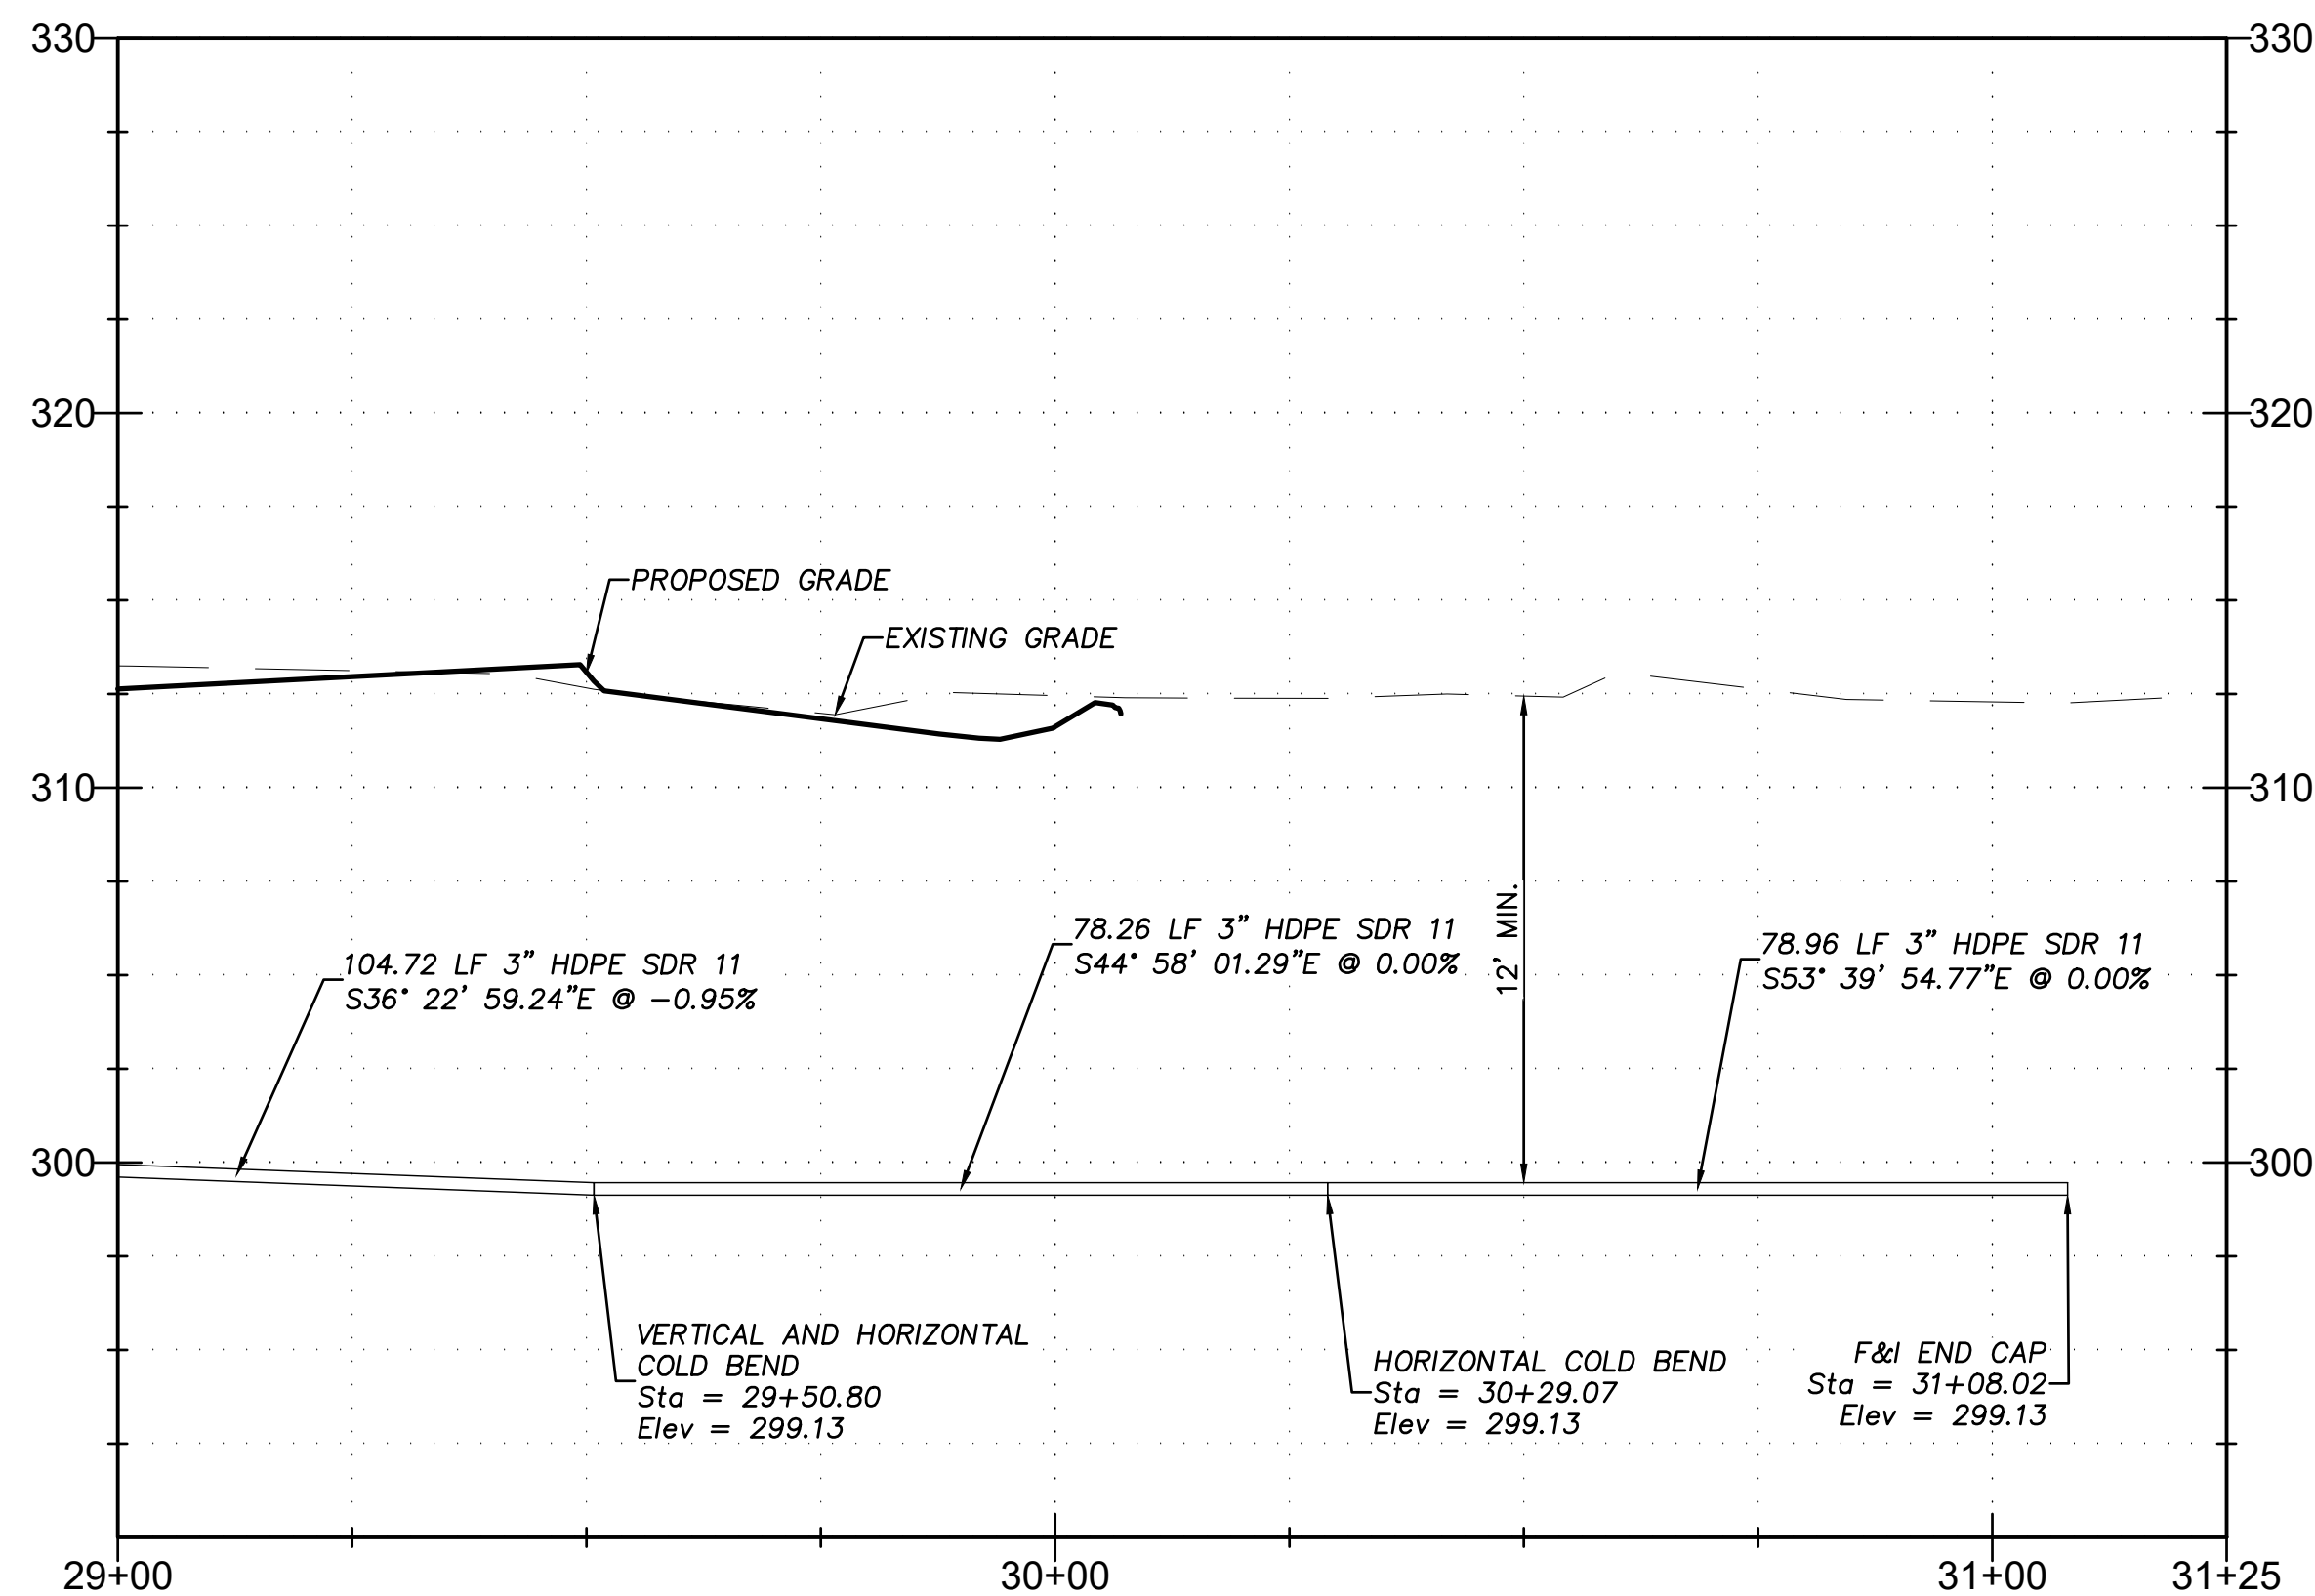 330
330
320
320
PROPOSED GRADE
EXISTING GRADE
310
310
12' MIN.
104.72 LF 3" HDPE SDR 11
S36° 22' 59.24"E @ -0.95%
78.26 LF 3" HDPE SDR 11
S44° 58' 01.29"E @ 0.00%
78.96 LF 3" HDPE SDR 11
S53° 39' 54.77"E @ 0.00%
300
300
VERTICAL AND HORIZONTAL
COLD BEND
Sta = 29+50.80
Elev = 299.13
HORIZONTAL COLD BEND
Sta = 30+29.07
Elev = 299.13
F&I END CAP
Sta = 31+08.02
Elev = 299.13
29+00
30+00
31+00
31+25